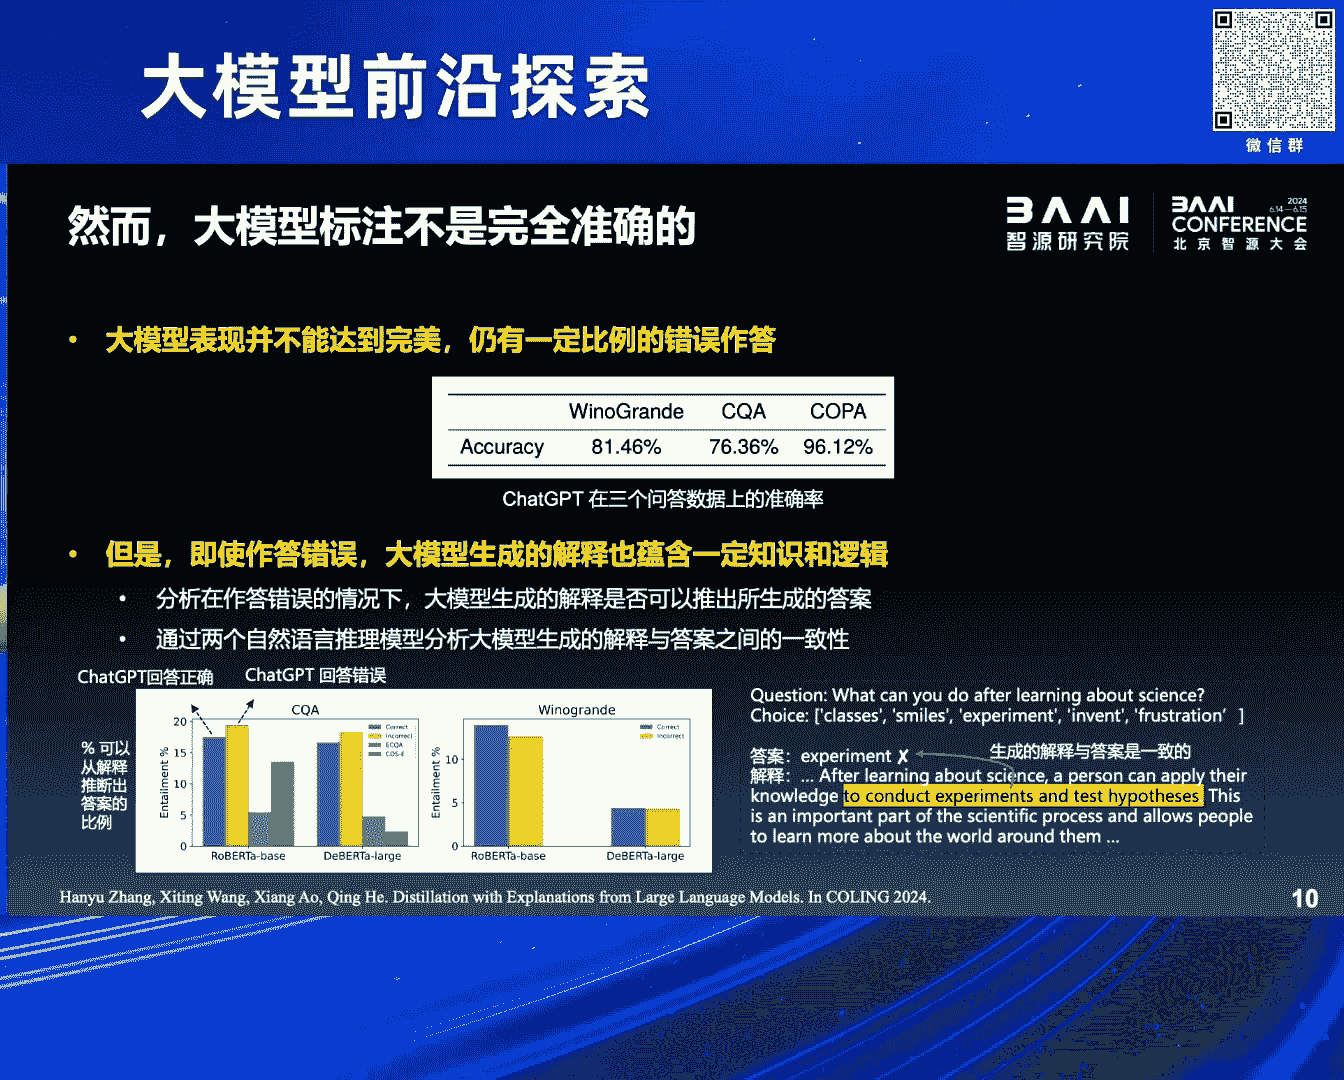 大模型前沿探索
微信群
然而，大模型标注不是完全准确的
BAAI
智源研究院
BAAI 2024
6.14—6.15
CONFERENCE
北京智源大会
• 大模型表现并不能达到完美，仍有一定比例的错误作答
WinoGrande CQA COPA
Accuracy 81.46% 76.36% 96.12%
ChatGPT 在三个问答数据上的准确率
• 但是，即使作答错误，大模型生成的解释也蕴含一定知识和逻辑
• 分析在作答错误的情况下，大模型生成的解释是否可以推出所生成的答案
• 通过两个自然语言推理模型分析大模型生成的解释与答案之间的一致性
ChatGPT回答正确
ChatGPT 回答错误
% 可以
从解释
推断出
答案的
比例
CQA
Entailment %
20
15
10
5
0
Correct
Incorrect
ECQA
COS-E
RoBERTa-base
DeBERTa-large
Winogrande
Entailment %
10
5
0
Correct
Incorrect
RoBERTa-base
DeBERTa-large
Question: What can you do after learning about science?
Choice: ['classes', 'smiles', 'experiment', 'invent', 'frustration' ]
答案：experiment ✗
生成的解释与答案是一致的
解释：... After learning about science, a person can apply their
knowledge to conduct experiments and test hypotheses. This
is an important part of the scientific process and allows people
to learn more about the world around them ...
Hanyu Zhang, Xiting Wang, Xiang Ao, Qing He. Distillation with Explanations from Large Language Models. In COLING 2024.
10